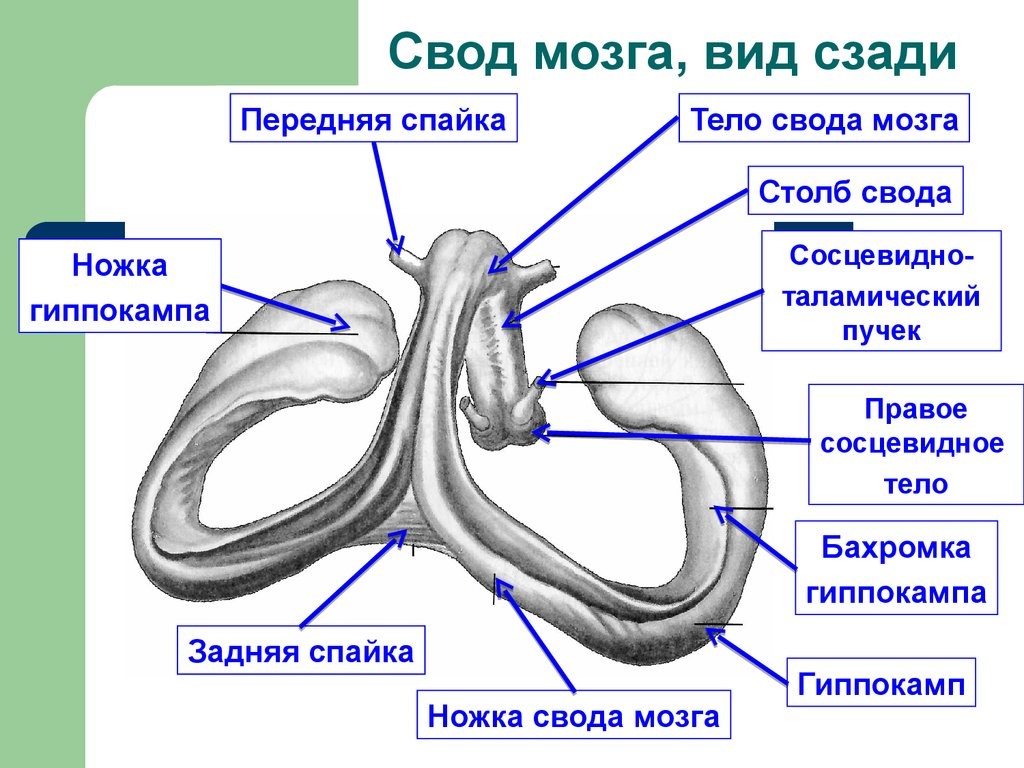 Свод мозга, вид сзади
Передняя спайка
Тело свода мозга
Столб свода
Ножка
гиппокампа
Сосцевидно-
таламический
пучек
Правое
сосцевидное
тело
Бахромка
гиппокампа
Задняя спайка
Гиппокамп
Ножка свода мозга